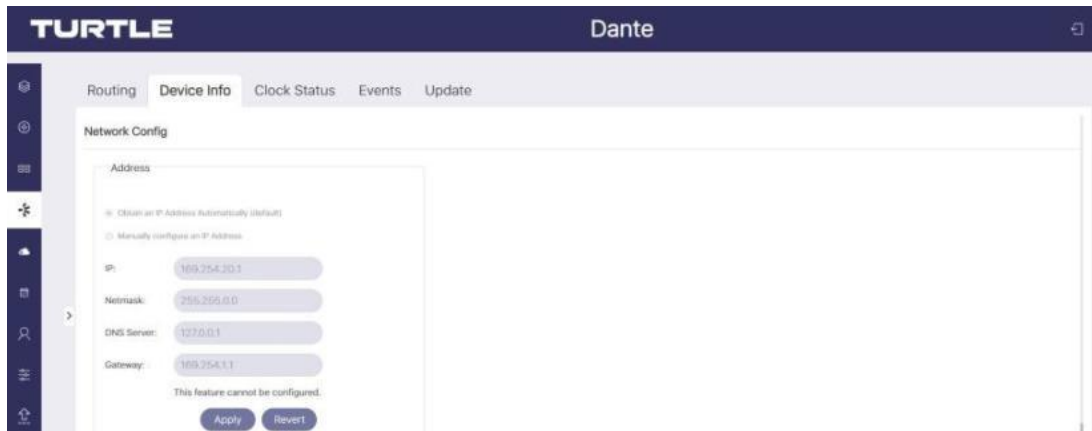 TURTLE
Dante
Routing Device Info Clock Status Events Update
Network Config
Address
Obtain an IP Address Automatically (default)
Manually configure an IP Address
IP: 169.254.20.1
Netmask: 255.255.0.0
DNS Server: 127.0.0.1
Gateway: 169.254.1.1
This feature cannot be configured.
Apply Revert